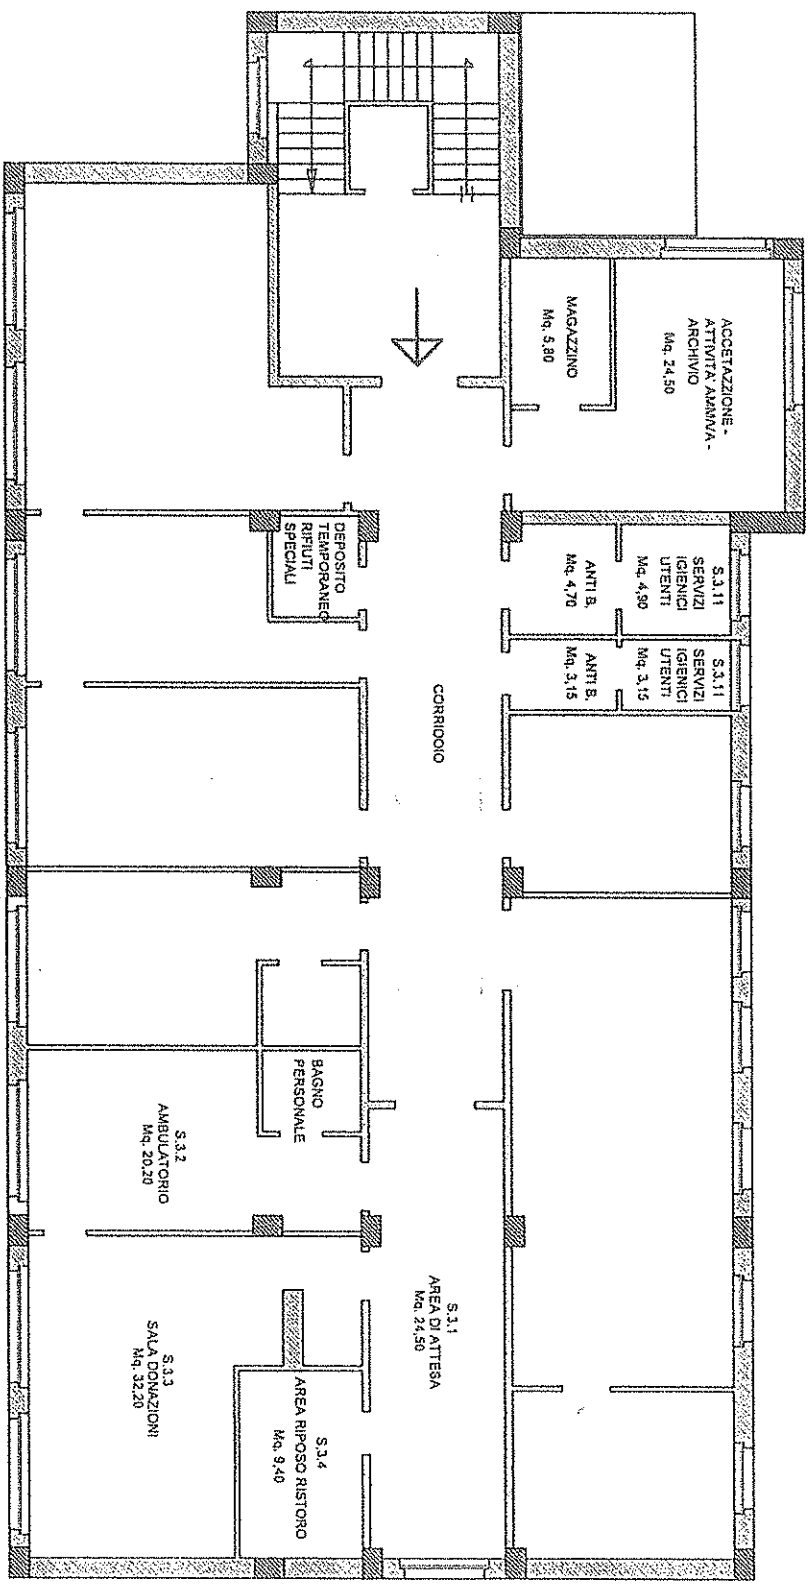 ACCETAZZIONE -
ATTIVITA' AMM/VA -
ARCHIVIO
Mq. 24,50
MAGAZZINO
Mq. 5,80
S.3.11
SERVIZI
IGIENICI
UTENTI
Mq. 4,90
ANTI B.
Mq. 4,70
S.3.11
SERVIZI
IGIENICI
UTENTI
Mq. 3,15
ANTI B.
Mq. 3,15
DEPOSITO
TEMPORANEO
RIFIUTI
SPECIALI
CORRIDOIO
BAGNO
PERSONALE
S.3.2
AMBULATORIO
Mq. 20,20
S.3.1
AREA DI ATTESA
Mq. 24,50
S.3.3
SALA DONAZIONI
Mq. 32,20
S.3.4
AREA RIPOSO RISTORO
Mq. 9,40